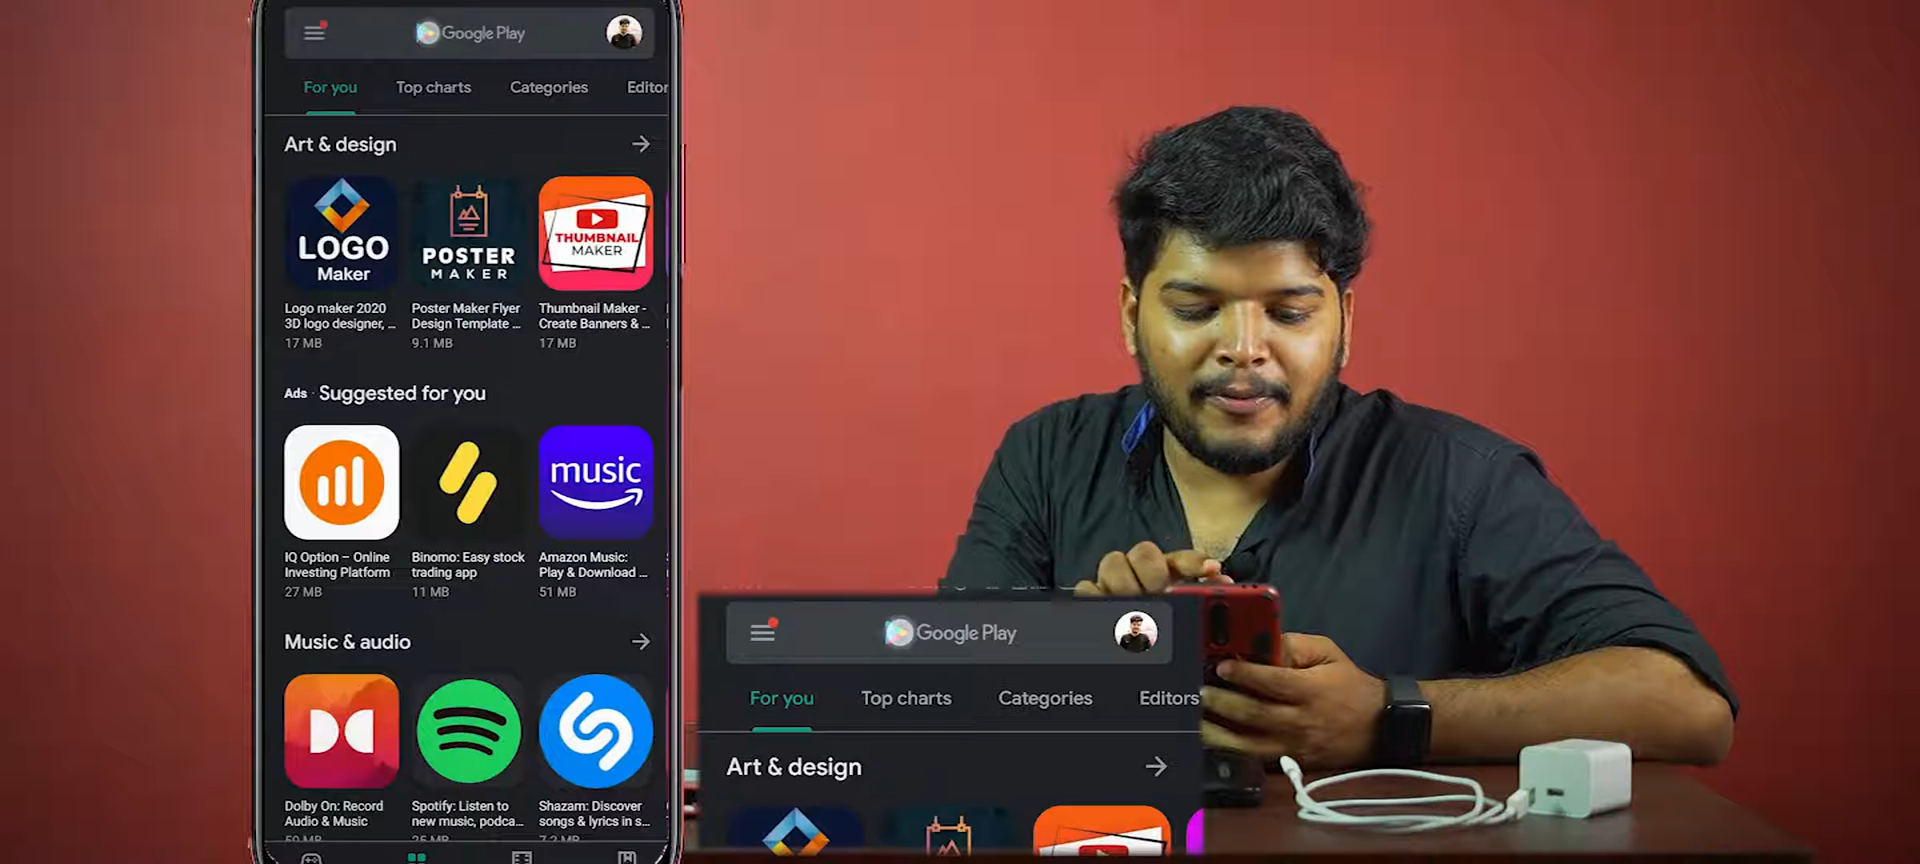 Google Play
For you Top charts Categories Editor
Art & design
LOGO
Maker
POSTER
MAKER
THUMBNAIL
MAKER
Logo maker 2020
3D logo designer, ...
17 MB
Poster Maker Flyer
Design Template ...
9.1 MB
Thumbnail Maker -
Create Banners & ...
17 MB
Ads · Suggested for you
music
IQ Option – Online
Investing Platform
27 MB
Binomo: Easy stock
trading app
11 MB
Amazon Music:
Play & Download ...
51 MB
Music & audio
Dolby On: Record
Audio & Music
Spotify: Listen to
new music, podca...
Shazam: Discover
songs & lyrics in s...
Google Play
For you Top charts Categories Editors'
Art & design